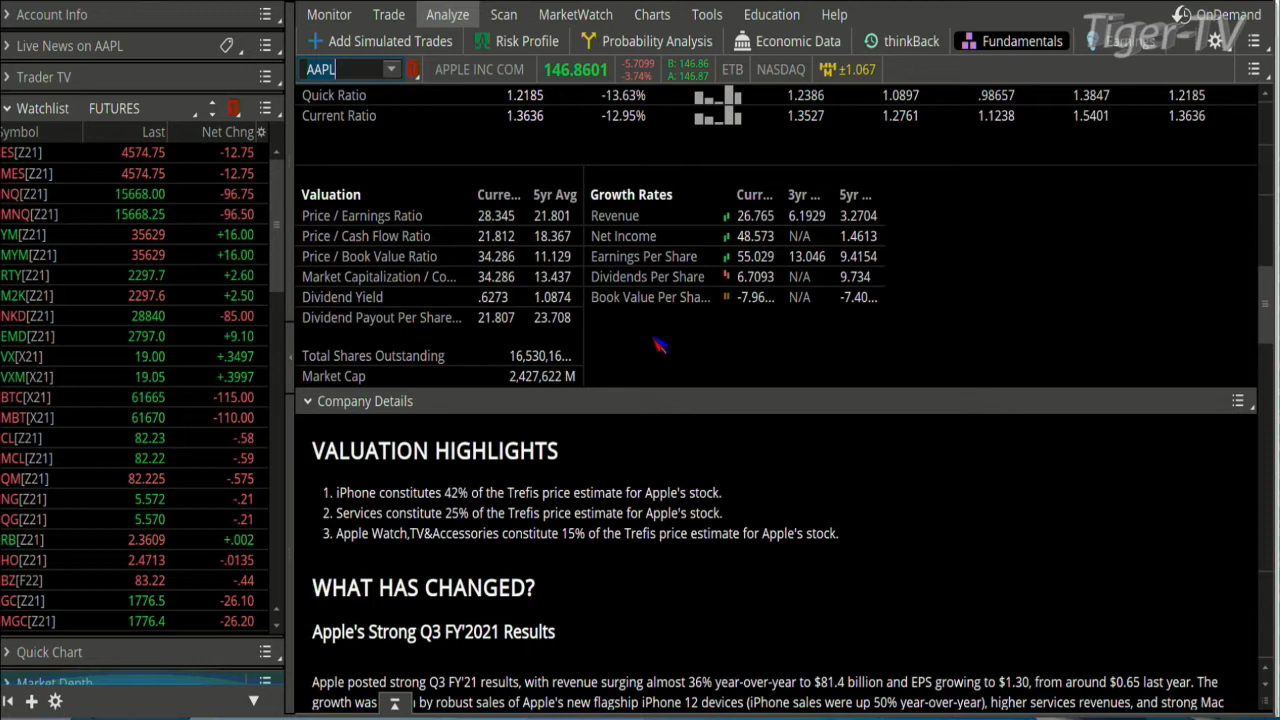 Account Info
Live News on AAPL
Trader TV
Watchlist FUTURES
Symbol Last Net Chng
ES[Z21] 4574.75 -12.75
MES[Z21] 4574.75 -12.75
NQ[Z21] 15668.00 -96.75
MNQ[Z21] 15668.25 -96.50
YM[Z21] 35629 +16.00
MYM[Z21] 35629 +16.00
RTY[Z21] 2297.7 +2.60
M2K[Z21] 2297.6 +2.50
NKD[Z21] 28840 -85.00
EMD[Z21] 2797.0 +9.10
VX[X21] 19.00 +.3497
VXM[X21] 19.05 +.3997
BTC[X21] 61665 -115.00
MBT[X21] 61670 -110.00
CL[Z21] 82.23 -.58
MCL[Z21] 82.22 -.59
QM[Z21] 82.225 -.575
NG[Z21] 5.572 -.21
QG[Z21] 5.570 -.21
RB[Z21] 2.3609 +.002
HO[Z21] 2.4713 -.0135
BZ[F22] 83.22 -.44
GC[Z21] 1776.5 -26.10
MGC[Z21] 1776.4 -26.20
Quick Chart
Market Depth
Monitor Trade Analyze Scan MarketWatch Charts Tools Education Help
OnDemand
Tiger-TV
Add Simulated Trades Risk Profile Probability Analysis Economic Data thinkBack Fundamentals
AAPL APPLE INC COM 146.8601 -5.7099 -3.74% B: 146.86 A: 146.87 ETB NASDAQ ±1.067
Quick Ratio 1.2185 -13.63% 1.2386 1.0897 .98657 1.3847 1.2185
Current Ratio 1.3636 -12.95% 1.3527 1.2761 1.1238 1.5401 1.3636
Valuation Curre... 5yr Avg
Price / Earnings Ratio 28.345 21.801
Price / Cash Flow Ratio 21.812 18.367
Price / Book Value Ratio 34.286 11.129
Market Capitalization / Co... 34.286 13.437
Dividend Yield .6273 1.0874
Dividend Payout Per Share... 21.807 23.708
Total Shares Outstanding 16,530,16...
Market Cap 2,427,622 M
Growth Rates Curr... 3yr ... 5yr ...
Revenue 26.765 6.1929 3.2704
Net Income 48.573 N/A 1.4613
Earnings Per Share 55.029 13.046 9.4154
Dividends Per Share 6.7093 N/A 9.734
Book Value Per Sha... -7.96... N/A -7.40...
Company Details
VALUATION HIGHLIGHTS
1. iPhone constitutes 42% of the Trefis price estimate for Apple's stock.
2. Services constitute 25% of the Trefis price estimate for Apple's stock.
3. Apple Watch,TV&Accessories constitute 15% of the Trefis price estimate for Apple's stock.
WHAT HAS CHANGED?
Apple's Strong Q3 FY'2021 Results
Apple posted strong Q3 FY'21 results, with revenue surging almost 36% year-over-year to $81.4 billion and EPS growing to $1.30, from around $0.65 last year. The
growth was by robust sales of Apple's new flagship iPhone 12 devices (iPhone sales were up 50% year-over-year), higher services revenues, and strong Mac